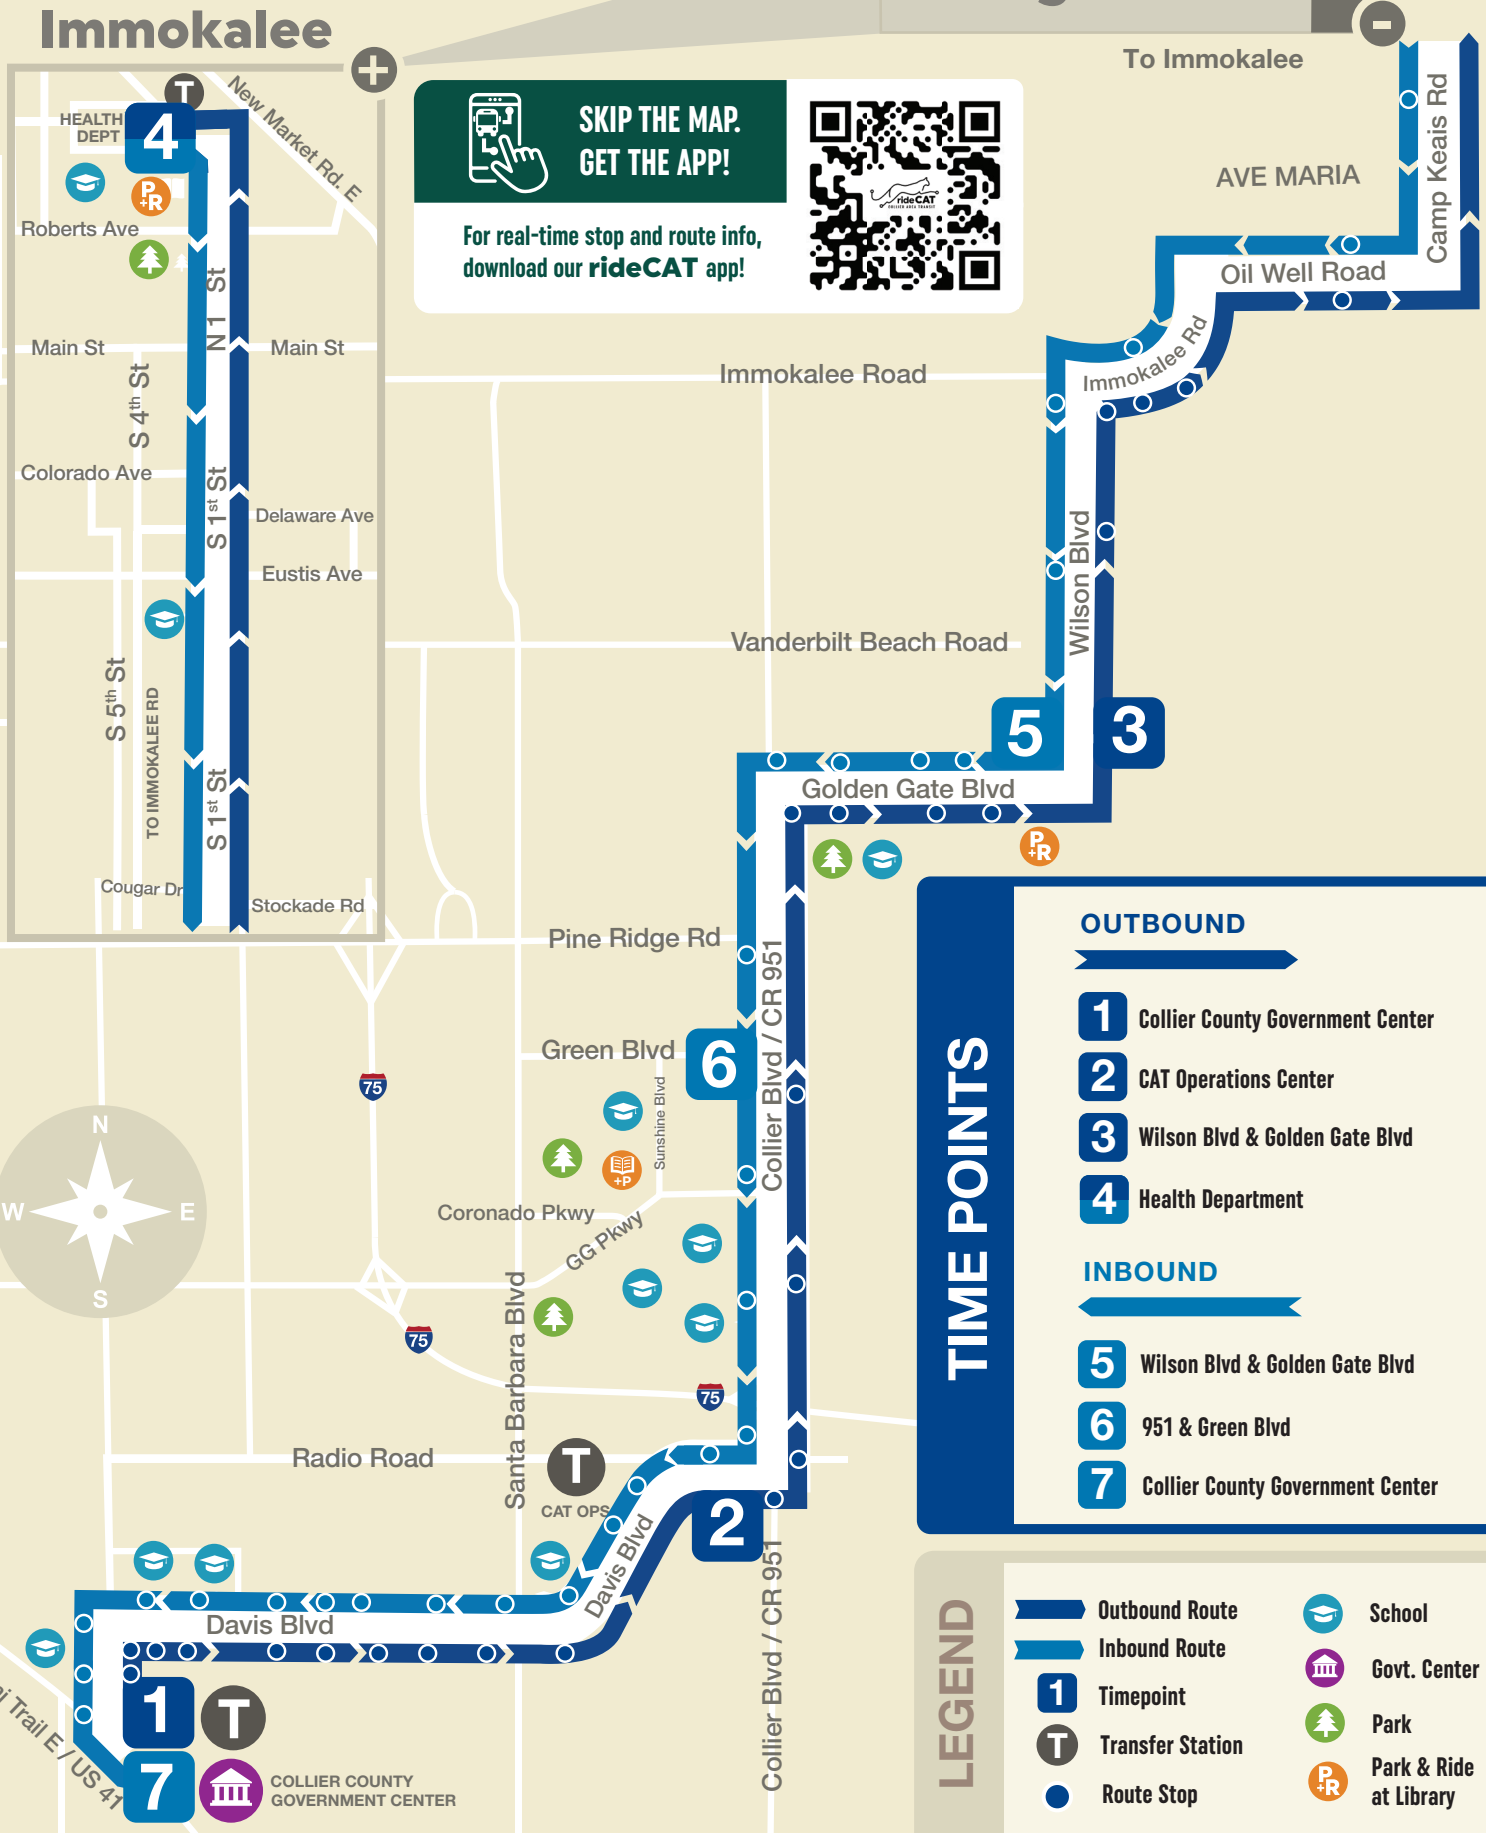 Immokalee
+
-
To Immokalee
T
New Market Rd. E
HEALTH
DEPT
4
P
+R
Roberts Ave
N 1 St
Main St
Main St
S 4th St
Colorado Ave
S 1st St
Delaware Ave
Eustis Ave
S 5th St
TO IMMOKALEE RD
S 1st St
Cougar Dr
Stockade Rd
SKIP THE MAP.
GET THE APP!
For real-time stop and route info,
download our rideCAT app!
rideCAT
COLLIER AREA TRANSIT
AVE MARIA
Camp Keais Rd
Oil Well Road
Immokalee Rd
Immokalee Road
Wilson Blvd
Vanderbilt Beach Road
5
3
Golden Gate Blvd
P
+R
Pine Ridge Rd
Collier Blvd / CR 951
Green Blvd
6
75
Sunshine Blvd
+P
Coronado Pkwy
GG Pkwy
N
W
E
S
75
75
Santa Barbara Blvd
Radio Road
T
CAT OPS
2
Davis Blvd
Collier Blvd / CR 951
Davis Blvd
1
T
7
COLLIER COUNTY
GOVERNMENT CENTER
Trail E / US 41
TIME POINTS
OUTBOUND
1 Collier County Government Center
2 CAT Operations Center
3 Wilson Blvd & Golden Gate Blvd
4 Health Department
INBOUND
5 Wilson Blvd & Golden Gate Blvd
6 951 & Green Blvd
7 Collier County Government Center
LEGEND
Outbound Route
Inbound Route
1 Timepoint
T Transfer Station
Route Stop
School
Govt. Center
Park
P
+R
Park & Ride
at Library